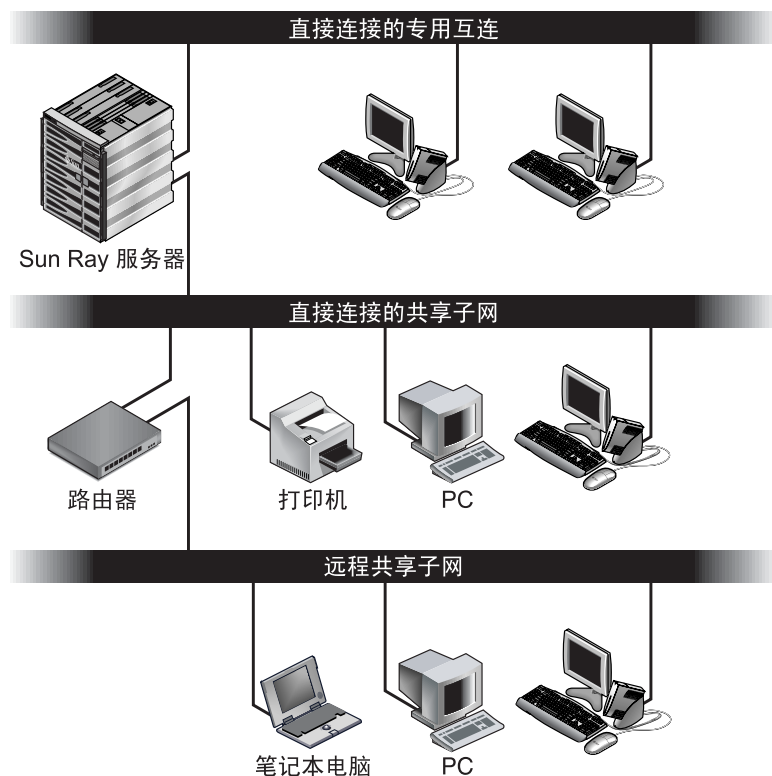 直接连接的专用互连
Sun Ray 服务器
直接连接的共享子网
路由器
打印机
PC
远程共享子网
笔记本电脑
PC